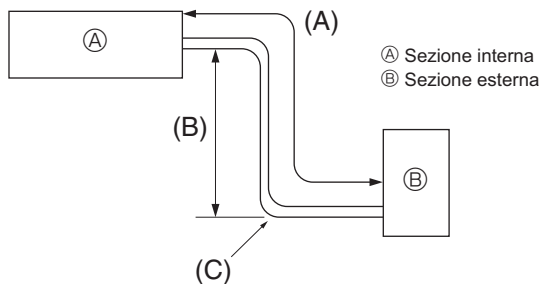 (A)
Ⓐ
Ⓐ Sezione interna
Ⓑ Sezione esterna
(B)
Ⓑ
(C)